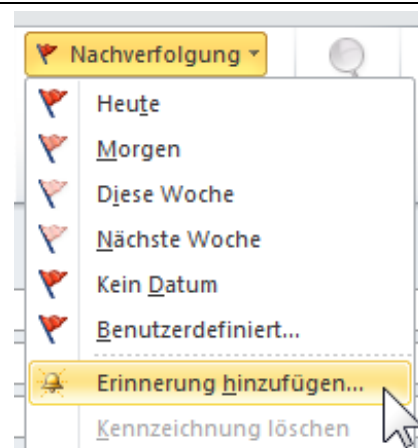 Nachverfolgung
Heute
Morgen
Diese Woche
Nächste Woche
Kein Datum
Benutzerdefiniert...
Erinnerung hinzufügen...
Kennzeichnung löschen